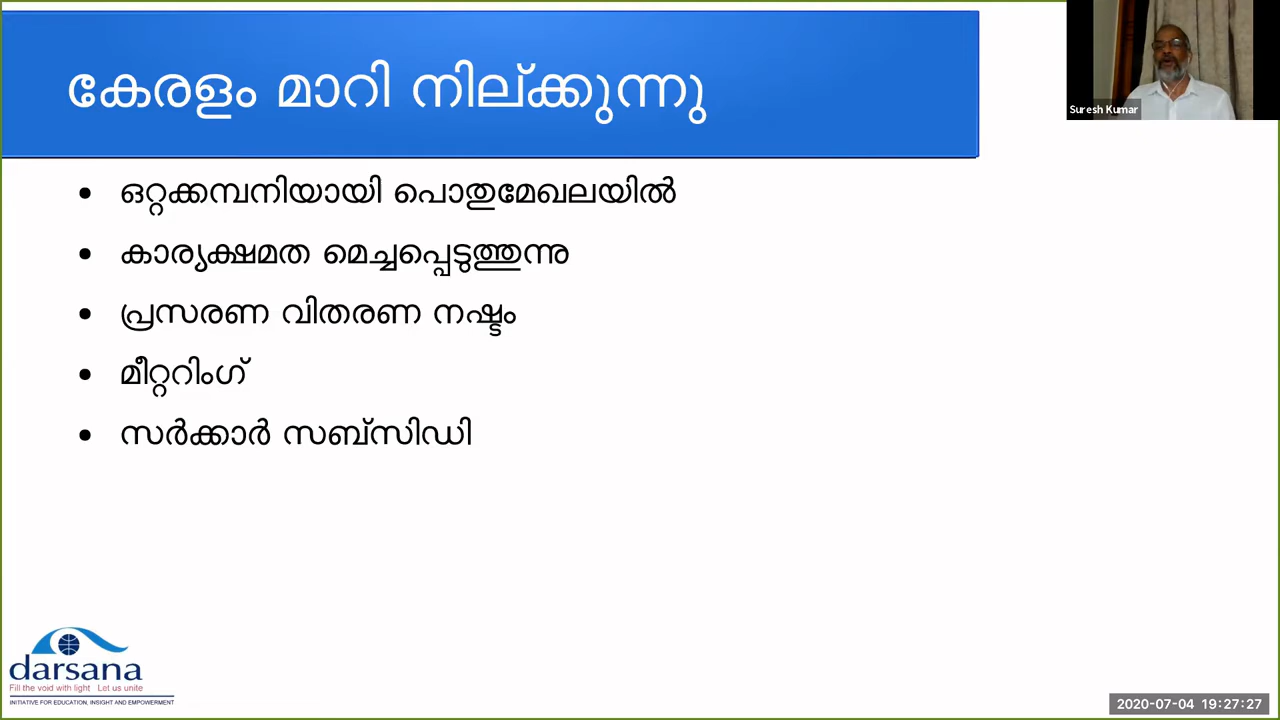 കേരളം മാറി നില്ക്കുന്നു
Suresh Kumar
• ഒറ്റക്കമ്പനിയായി പൊതുമേഖലയിൽ
• കാര്യക്ഷമത മെച്ചപ്പെടുത്തുന്നു
• പ്രസരണ വിതരണ നഷ്ടം
• മീറ്ററിംഗ്
• സർക്കാർ സബ്സിഡി
darsana
Fill the void with light Let us unite
INITIATIVE FOR EDUCATION, INSIGHT AND EMPOWERMENT
2020-07-04 19:27:27